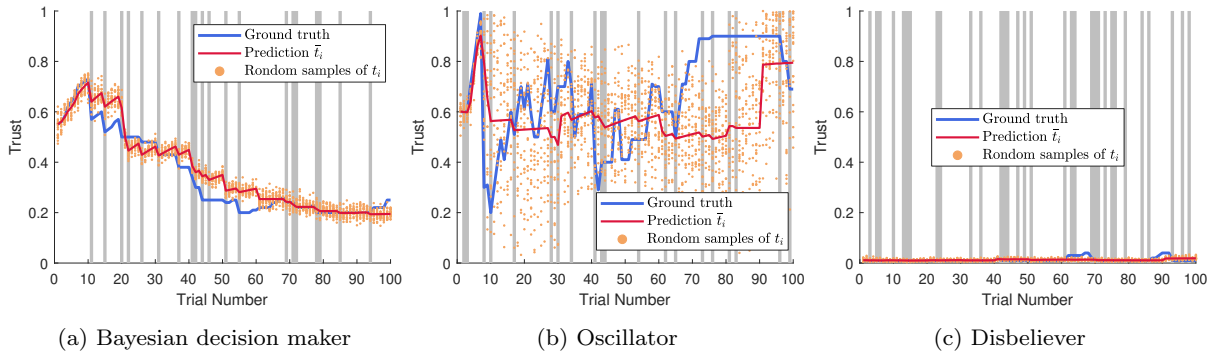 1
0.8
0.6
0.4
0.2
0
Trust
0 10 20 30 40 50 60 70 80 90 100
Trial Number
Ground truth
Prediction t̄ᵢ
Rondom samples of tᵢ
(a) Bayesian decision maker
1
0.8
0.6
0.4
0.2
0
Trust
0 10 20 30 40 50 60 70 80 90 100
Trial Number
Ground truth
Prediction t̄ᵢ
Rondom samples of tᵢ
(b) Oscillator
1
0.8
0.6
0.4
0.2
0
Trust
0 10 20 30 40 50 60 70 80 90 100
Trial Number
Ground truth
Prediction t̄ᵢ
Rondom samples of tᵢ
(c) Disbeliever